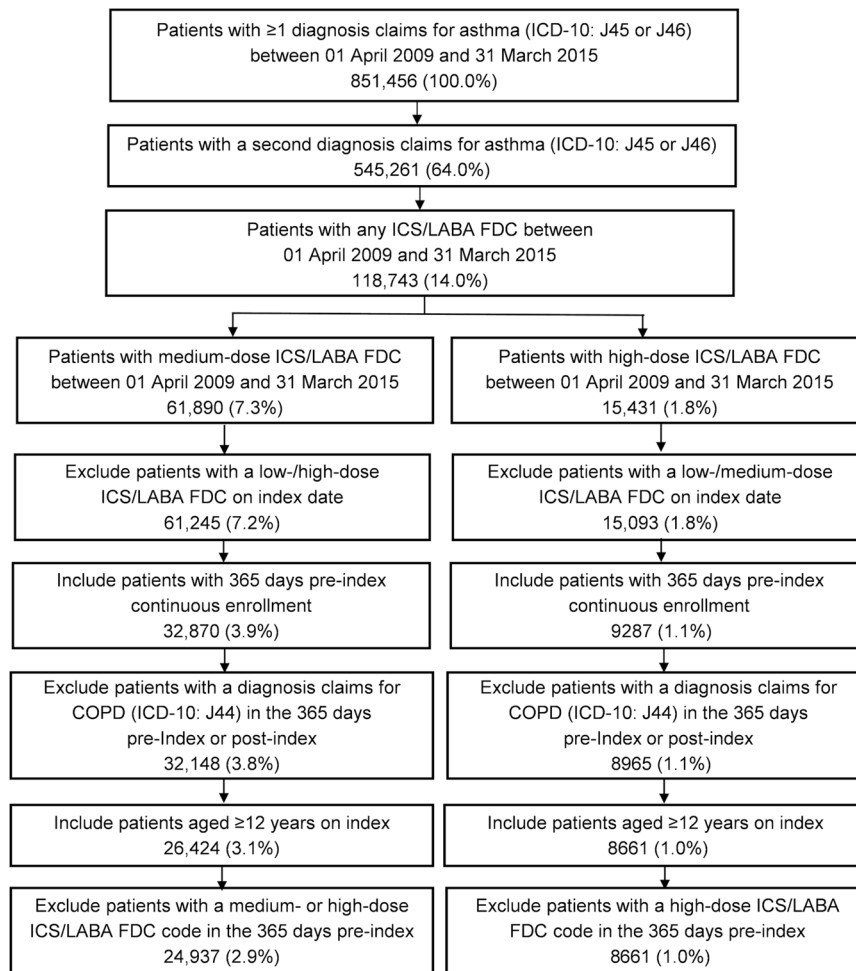 Patients with ≥1 diagnosis claims for asthma (ICD-10: J45 or J46)
between 01 April 2009 and 31 March 2015
851,456 (100.0%)
Patients with a second diagnosis claims for asthma (ICD-10: J45 or J46)
545,261 (64.0%)
Patients with any ICS/LABA FDC between
01 April 2009 and 31 March 2015
118,743 (14.0%)
Patients with medium-dose ICS/LABA FDC
between 01 April 2009 and 31 March 2015
61,890 (7.3%)
Exclude patients with a low-/high-dose
ICS/LABA FDC on index date
61,245 (7.2%)
Include patients with 365 days pre-index
continuous enrollment
32,870 (3.9%)
Exclude patients with a diagnosis claims for
COPD (ICD-10: J44) in the 365 days
pre-Index or post-index
32,148 (3.8%)
Include patients aged ≥12 years on index
26,424 (3.1%)
Exclude patients with a medium- or high-dose
ICS/LABA FDC code in the 365 days pre-index
24,937 (2.9%)
Patients with high-dose ICS/LABA FDC
between 01 April 2009 and 31 March 2015
15,431 (1.8%)
Exclude patients with a low-/medium-dose
ICS/LABA FDC on index date
15,093 (1.8%)
Include patients with 365 days pre-index
continuous enrollment
9287 (1.1%)
Exclude patients with a diagnosis claims for
COPD (ICD-10: J44) in the 365 days
pre-index or post-index
8965 (1.1%)
Include patients aged ≥12 years on index
8661 (1.0%)
Exclude patients with a high-dose ICS/LABA
FDC code in the 365 days pre-index
8661 (1.0%)